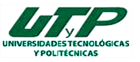 UTyP
UNIVERSIDADES TECNOLÓGICAS
Y POLITÉCNICAS